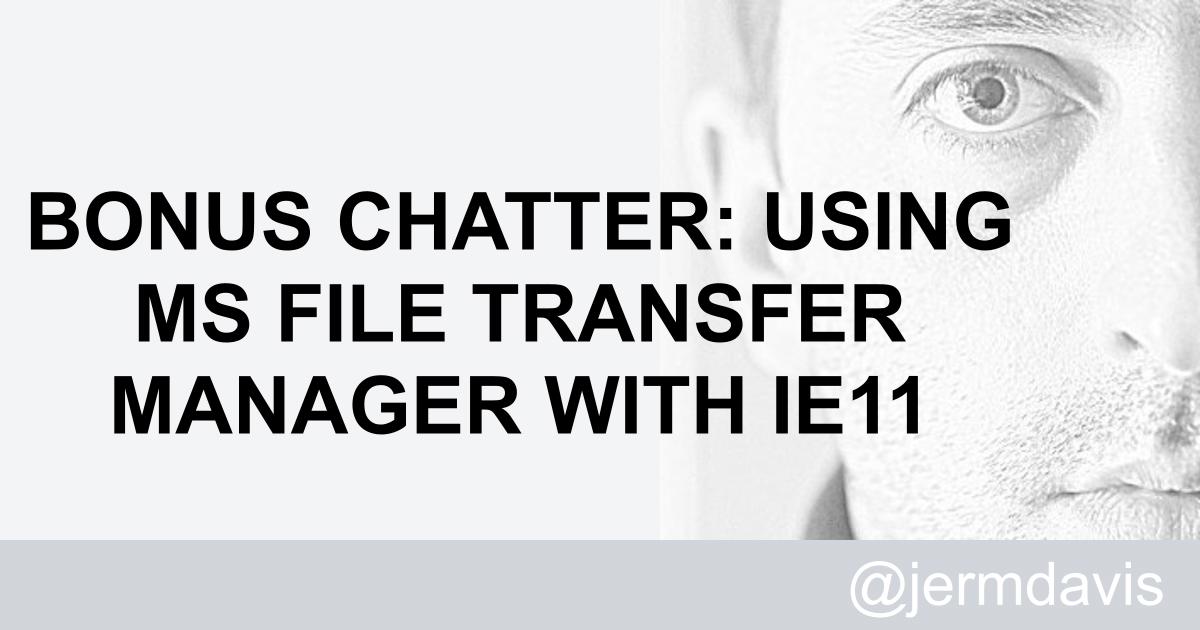 BONUS CHATTER: USING
MS FILE TRANSFER
MANAGER WITH IE11
@jermdavis